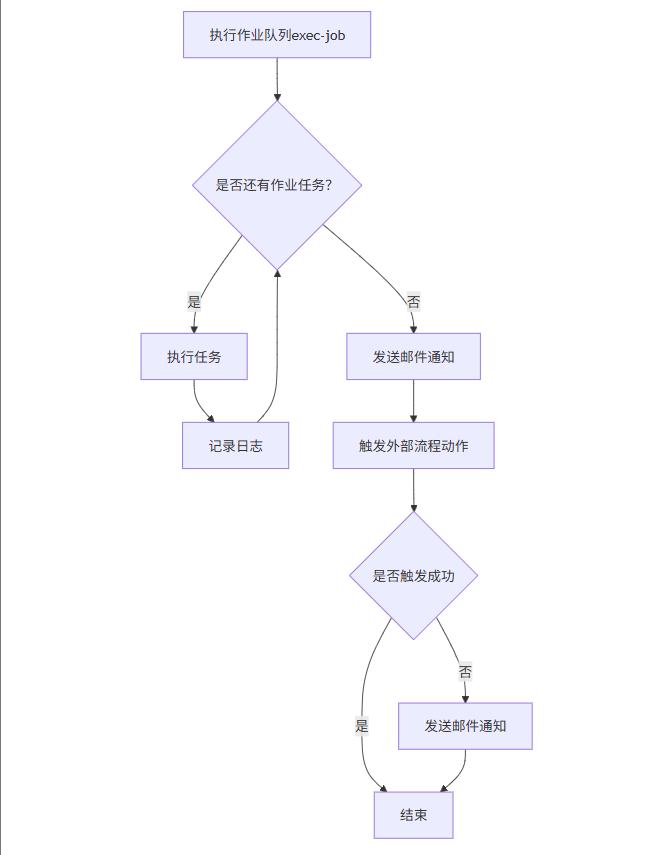 执行作业队列exec-job
是否还有作业任务？
是
否
执行任务
发送邮件通知
记录日志
触发外部流程动作
是否触发成功
否
是
发送邮件通知
结束